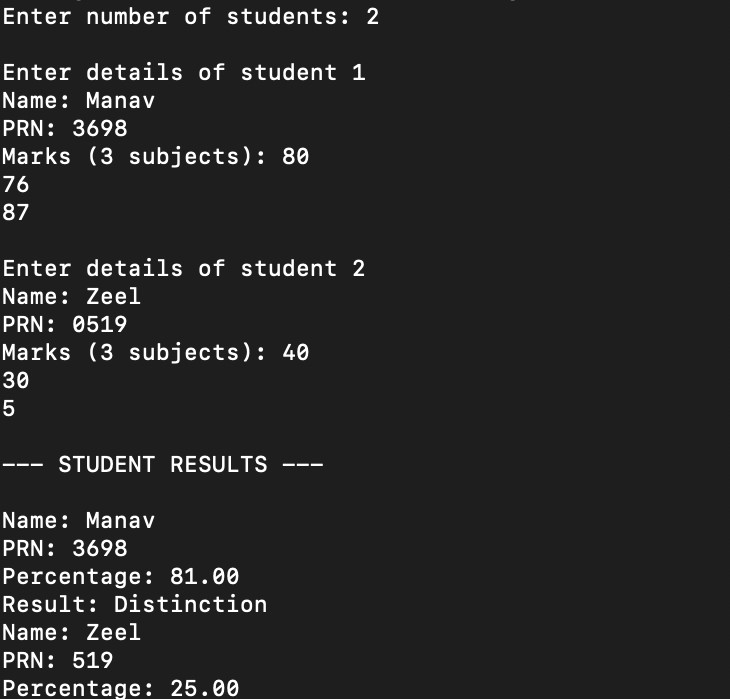 Enter number of students: 2
Enter details of student 1
Name: Manav
PRN: 3698
Marks (3 subjects): 80
76
87
Enter details of student 2
Name: Zeel
PRN: 0519
Marks (3 subjects): 40
30
5
--- STUDENT RESULTS ---
Name: Manav
PRN: 3698
Percentage: 81.00
Result: Distinction
Name: Zeel
PRN: 519
Percentage: 25.00